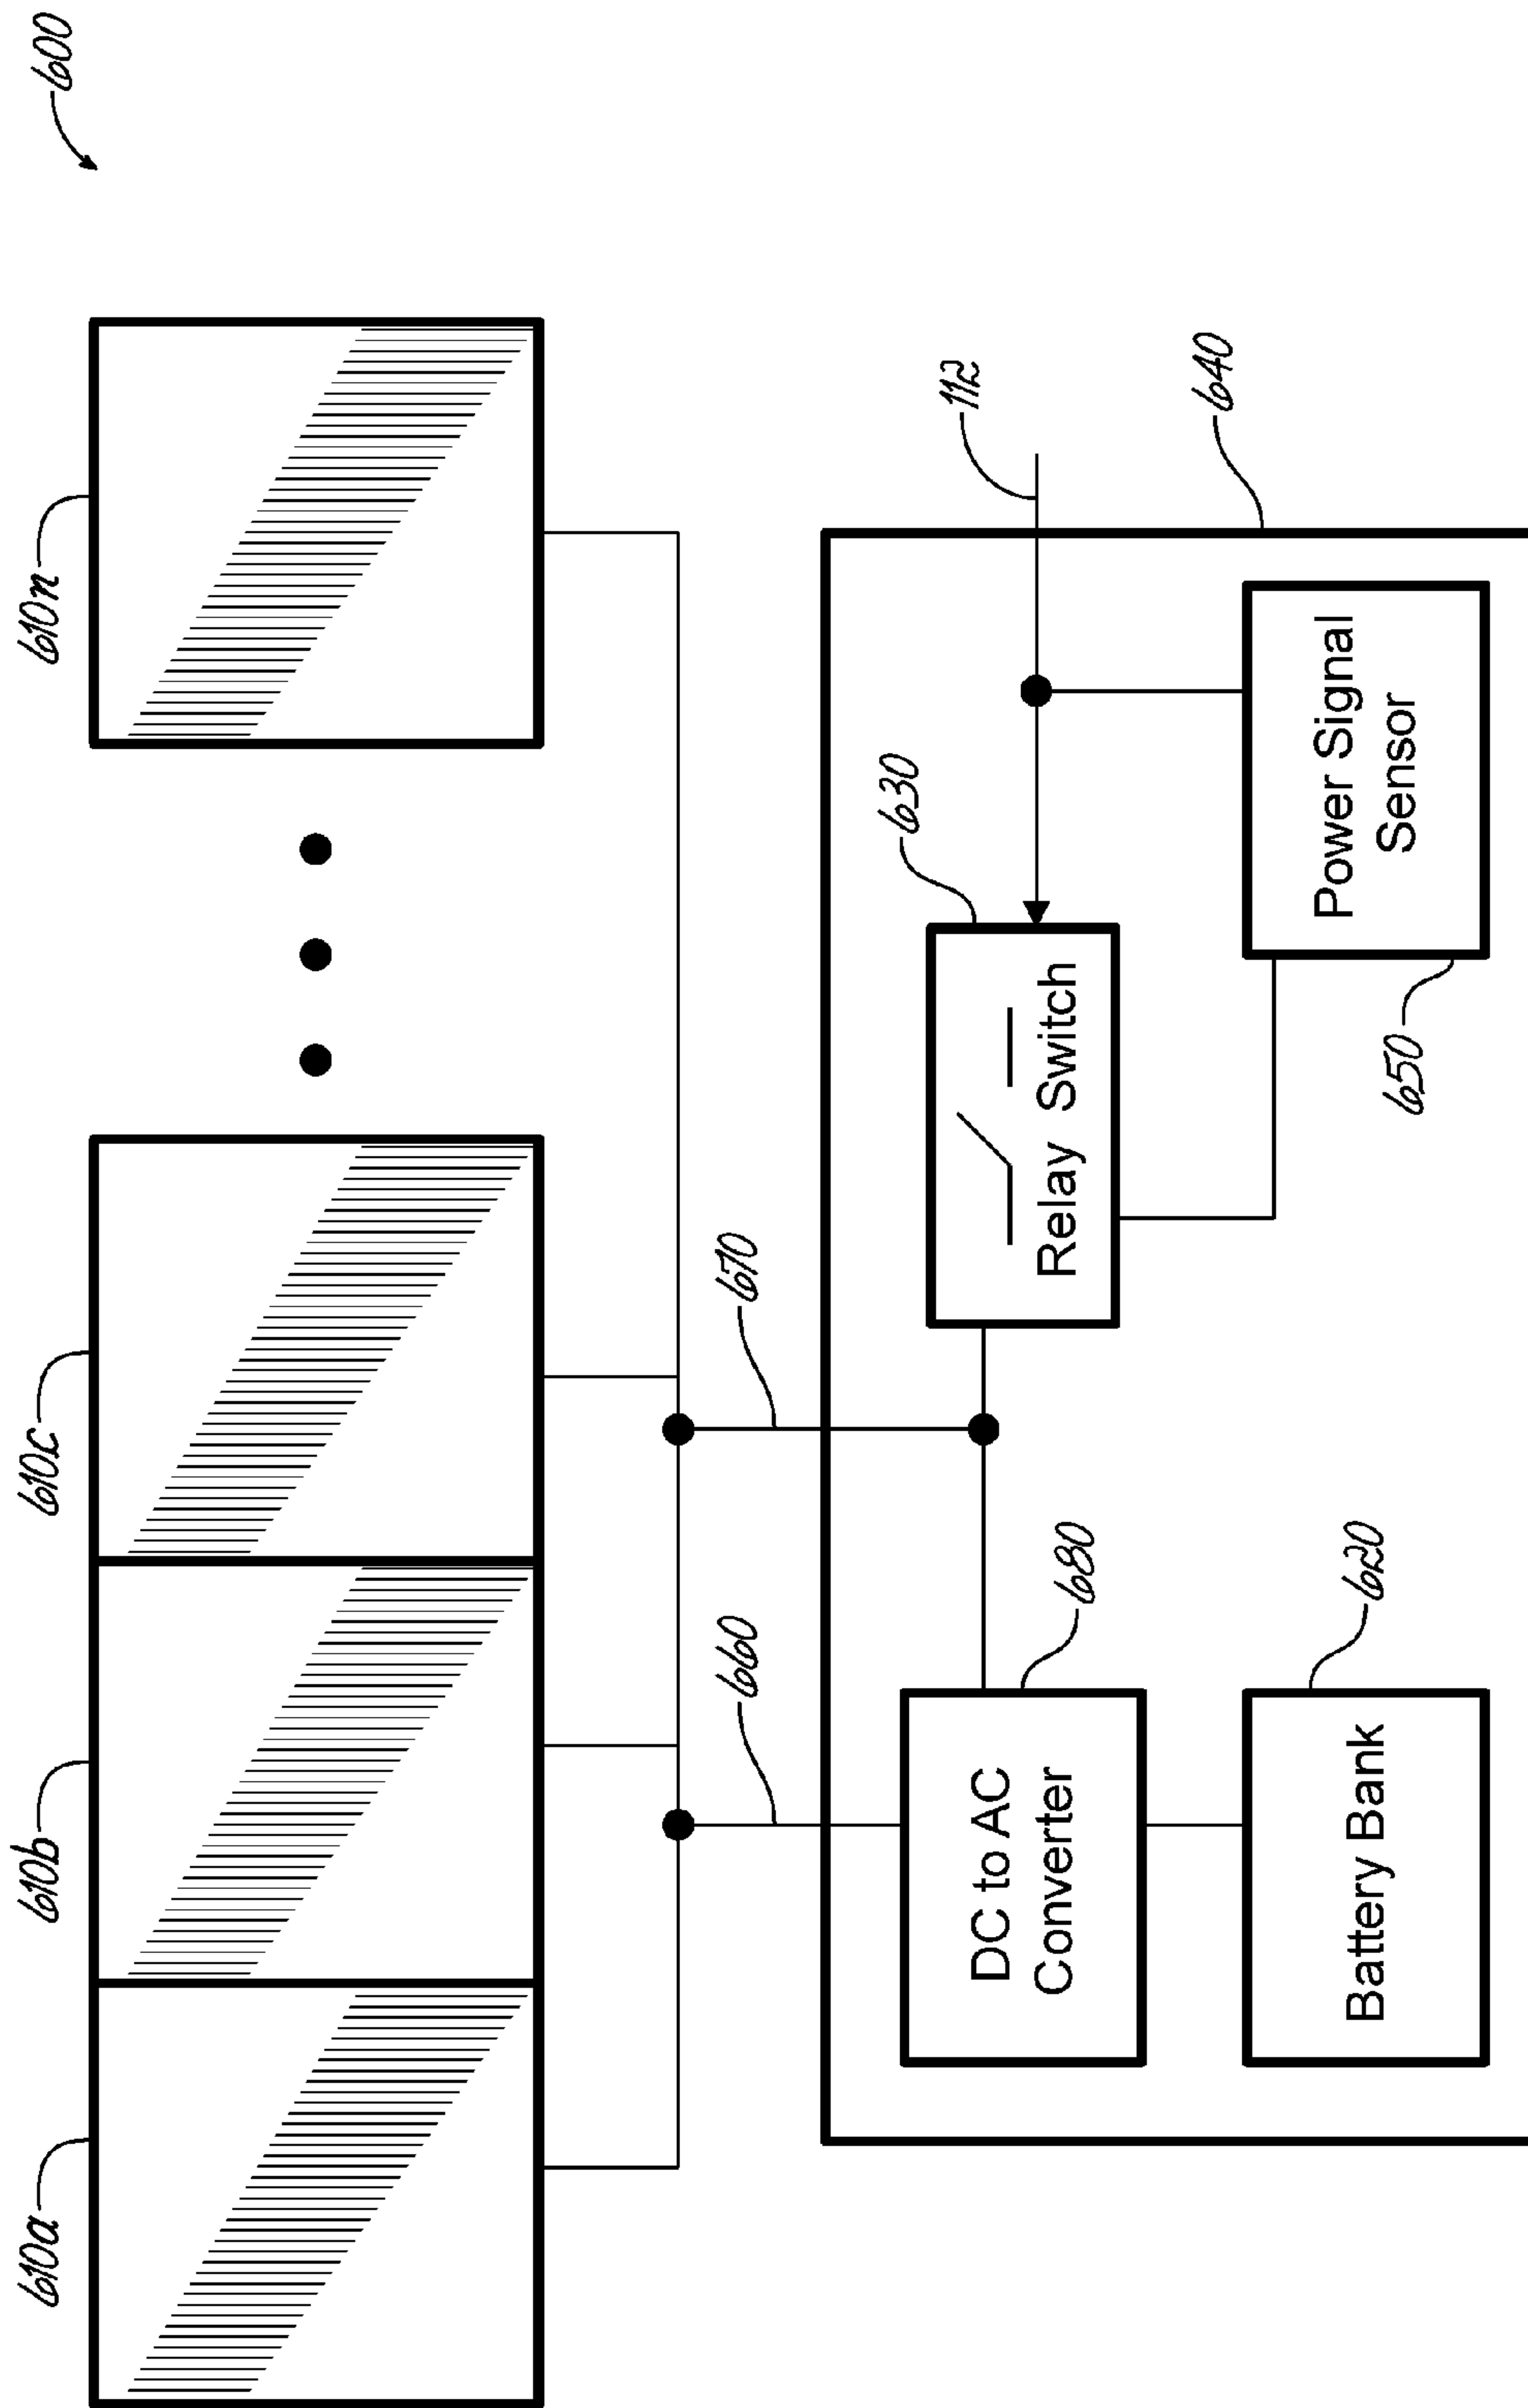 600
610a
610b
610c
610n
660
670
112
640
630
680
620
650
DC to AC
Converter
Battery Bank
Relay Switch
Power Signal
Sensor